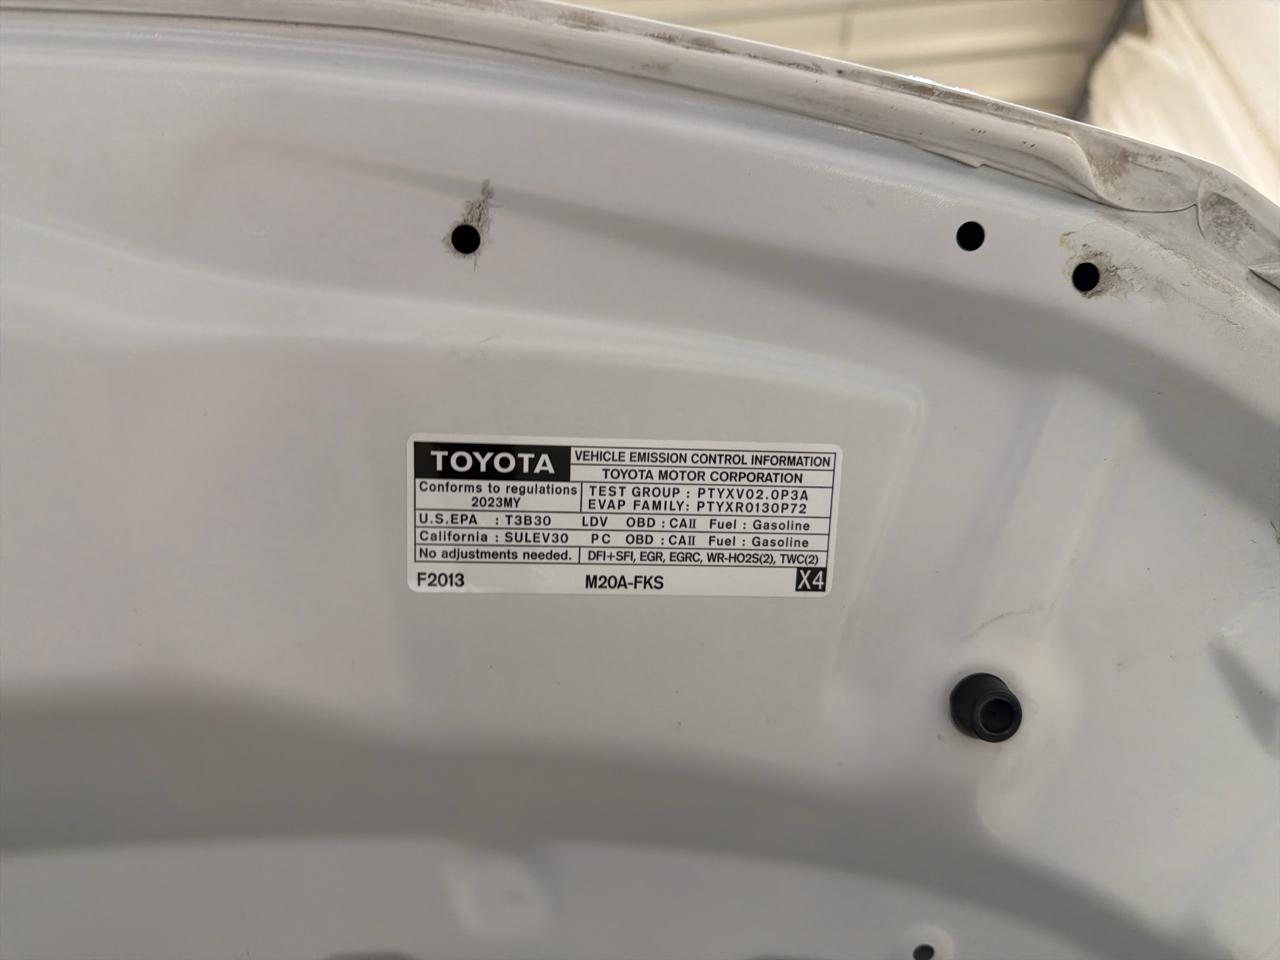 TOYOTA VEHICLE EMISSION CONTROL INFORMATION
TOYOTA MOTOR CORPORATION
Conforms to regulations
2023MY
TEST GROUP : PTYXV02.0P3A
EVAP FAMILY: PTYXR0130P72
U.S.EPA : T3B30 LDV OBD : CAII Fuel : Gasoline
California : SULEV30 PC OBD : CAII Fuel : Gasoline
No adjustments needed. DFI+SFI, EGR, EGRC, WR-HO2S(2), TWC(2)
F2013 M20A-FKS X4